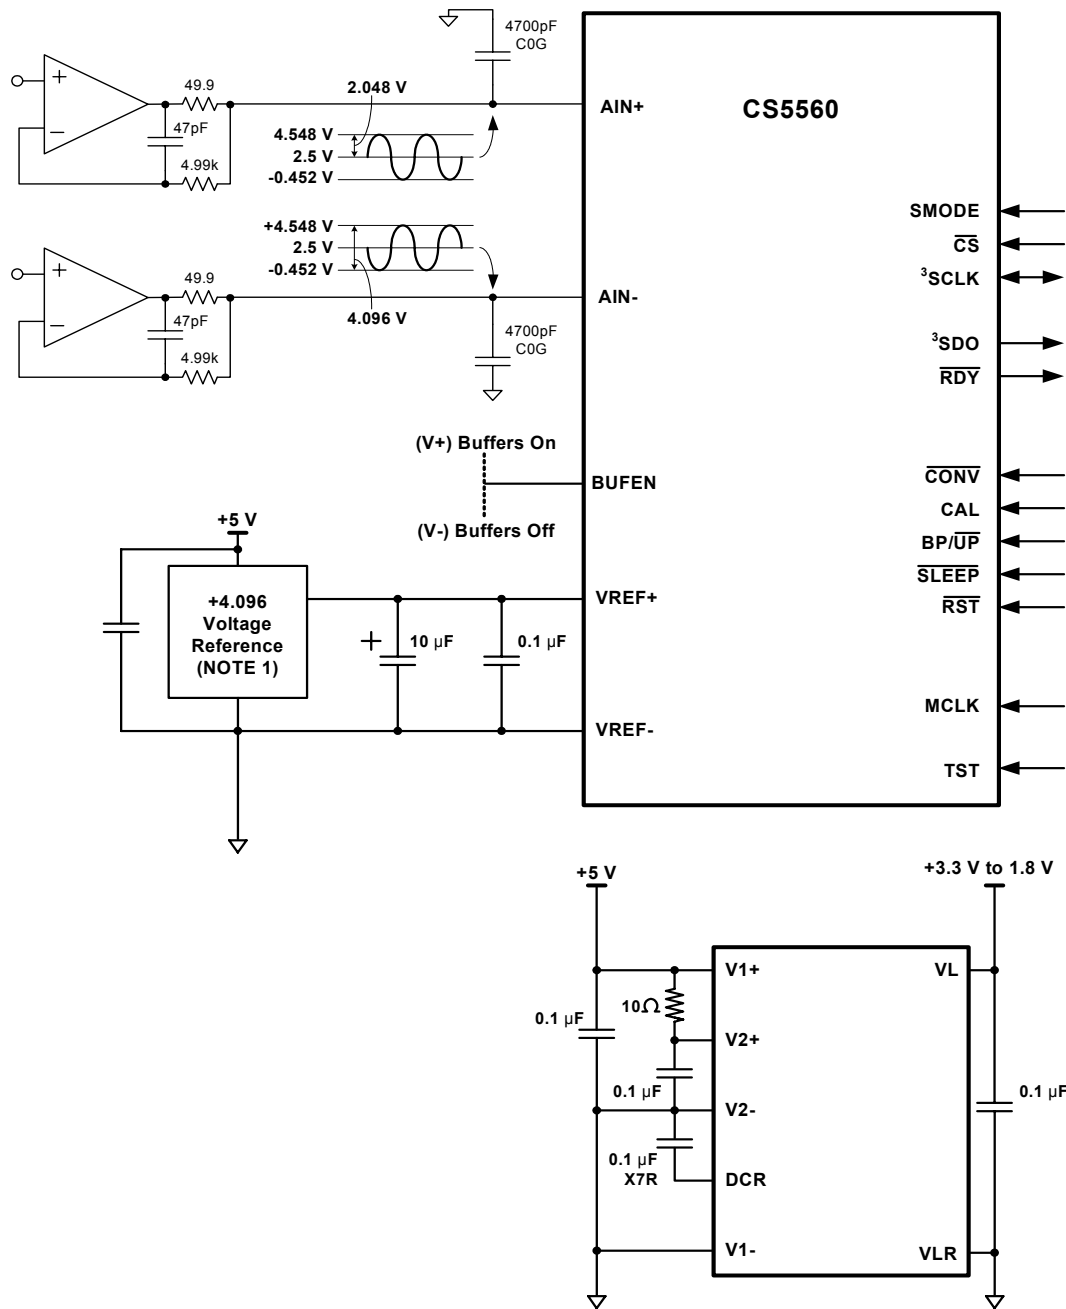 4700pF
C0G
49.9
47pF
4.99k
+
−
2.048 V
4.548 V
2.5 V
-0.452 V
AIN+
CS5560
+4.548 V
2.5 V
-0.452 V
4.096 V
+
−
49.9
47pF
4.99k
AIN-
4700pF
C0G
SMODE
CS
³SCLK
³SDO
RDY
(V+) Buffers On
BUFEN
(V-) Buffers Off
CONV
CAL
BP/UP
SLEEP
RST
MCLK
TST
+5 V
+4.096
Voltage
Reference
(NOTE 1)
+
10 µF
0.1 µF
VREF+
VREF-
+5 V
+3.3 V to 1.8 V
V1+
VL
10Ω
0.1 µF
V2+
0.1 µF
0.1 µF
V2-
0.1 µF
X7R
DCR
V1-
VLR